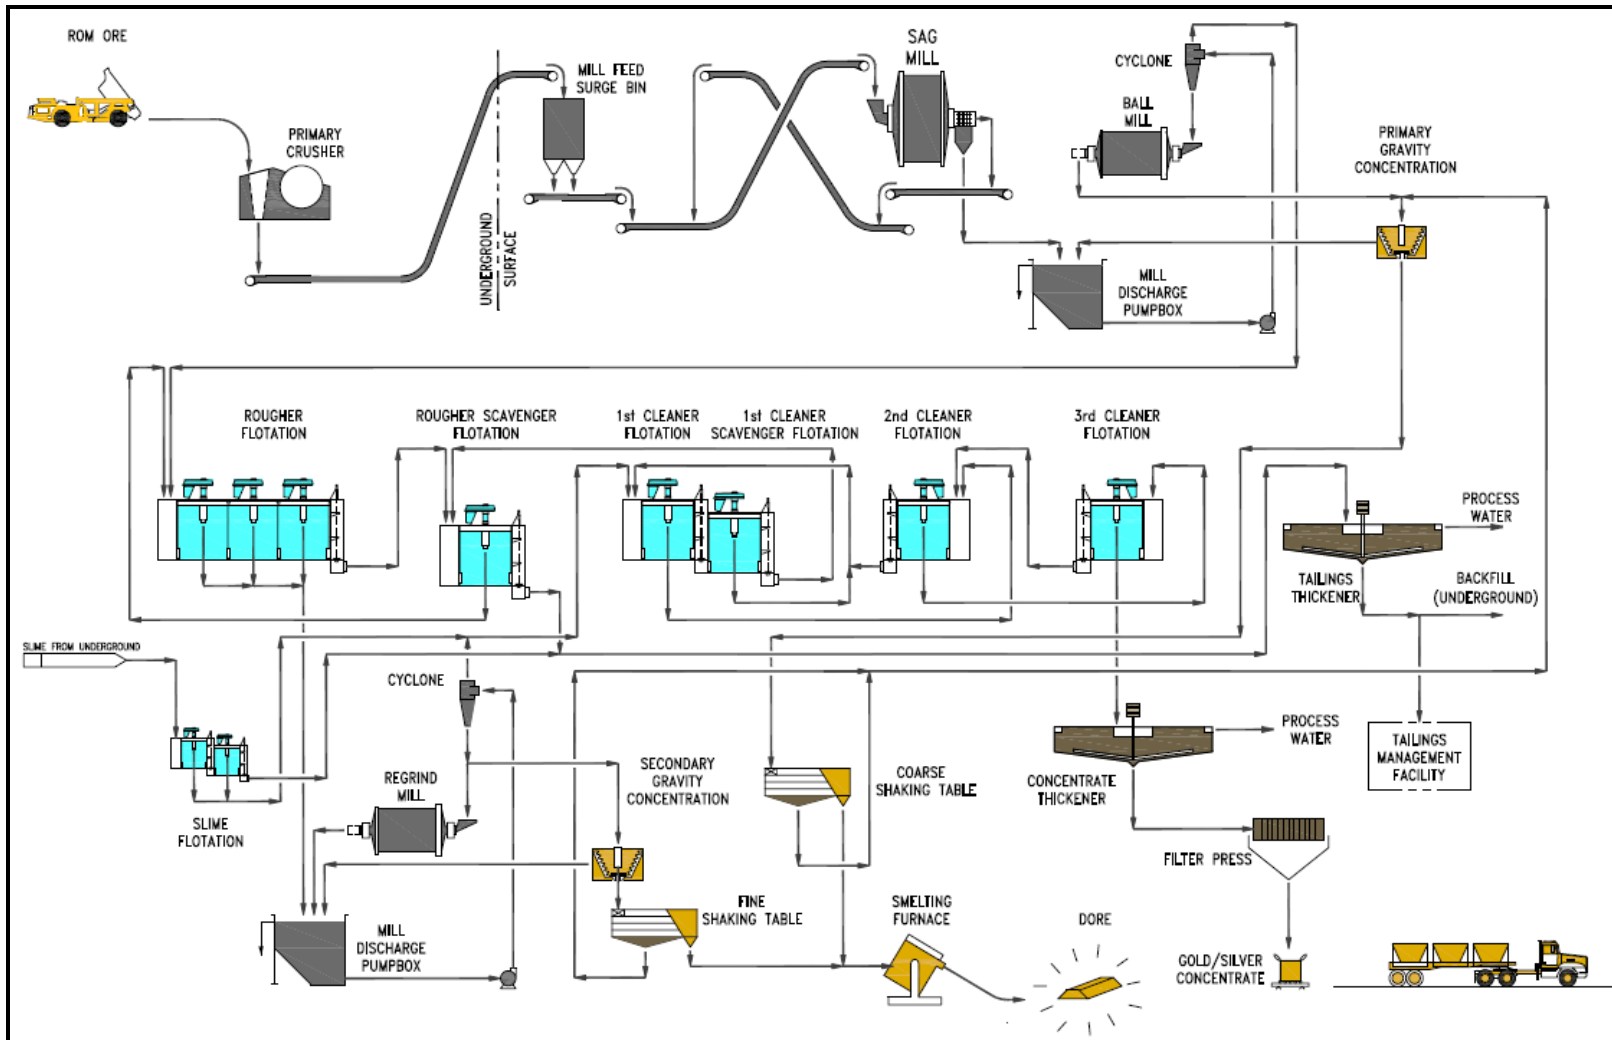 ROM ORE
PRIMARY
CRUSHER
UNDERGROUND
SURFACE
MILL FEED
SURGE BIN
SAG
MILL
CYCLONE
BALL
MILL
PRIMARY
GRAVITY
CONCENTRATION
MILL
DISCHARGE
PUMPBOX
ROUGHER
FLOTATION
ROUGHER SCAVENGER
FLOTATION
1st CLEANER
FLOTATION
1st CLEANER
SCAVENGER FLOTATION
2nd CLEANER
FLOTATION
3rd CLEANER
FLOTATION
PROCESS
WATER
TAILINGS
THICKENER
BACKFILL
(UNDERGROUND)
SLIME FROM UNDERGROUND
CYCLONE
SLIME
FLOTATION
REGRIND
MILL
SECONDARY
GRAVITY
CONCENTRATION
COARSE
SHAKING TABLE
CONCENTRATE
THICKENER
PROCESS
WATER
TAILINGS
MANAGEMENT
FACILITY
FILTER PRESS
MILL
DISCHARGE
PUMPBOX
FINE
SHAKING TABLE
SMELTING
FURNACE
DORE
GOLD/SILVER
CONCENTRATE